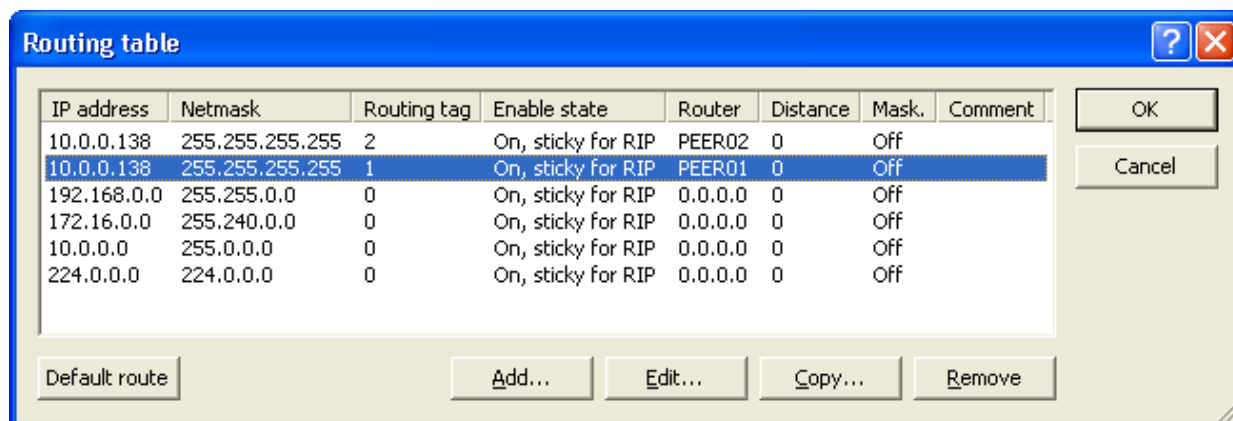 Routing table
IP address Netmask Routing tag Enable state Router Distance Mask. Comment
10.0.0.138 255.255.255.255 2 On, sticky for RIP PEER02 0 Off
10.0.0.138 255.255.255.255 1 On, sticky for RIP PEER01 0 Off
192.168.0.0 255.255.0.0 0 On, sticky for RIP 0.0.0.0 0 Off
172.16.0.0 255.240.0.0 0 On, sticky for RIP 0.0.0.0 0 Off
10.0.0.0 255.0.0.0 0 On, sticky for RIP 0.0.0.0 0 Off
224.0.0.0 224.0.0.0 0 On, sticky for RIP 0.0.0.0 0 Off
OK
Cancel
Default route Add... Edit... Copy... Remove